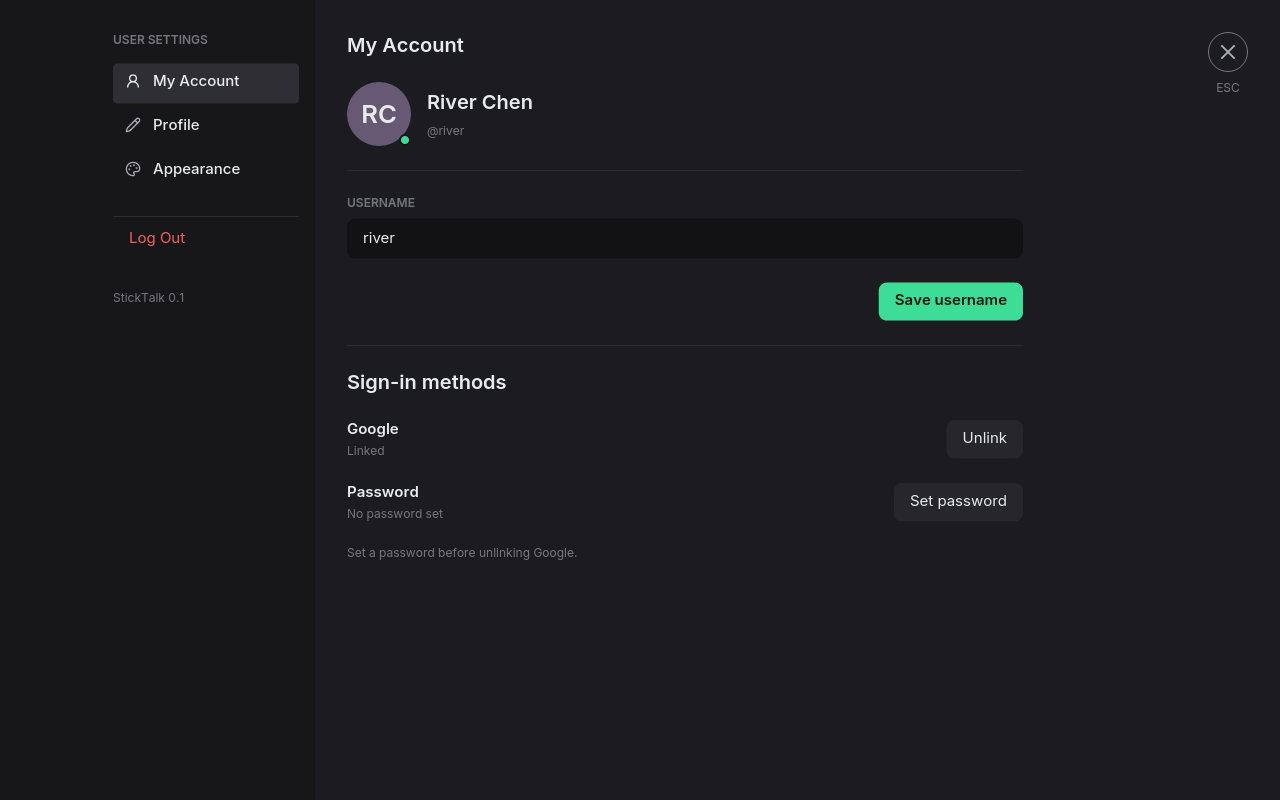 USER SETTINGS
My Account
Profile
Appearance
Log Out
StickTalk 0.1
My Account
RC
River Chen
@river
USERNAME
river
Save username
Sign-in methods
Google
Linked
Unlink
Password
No password set
Set password
Set a password before unlinking Google.
ESC